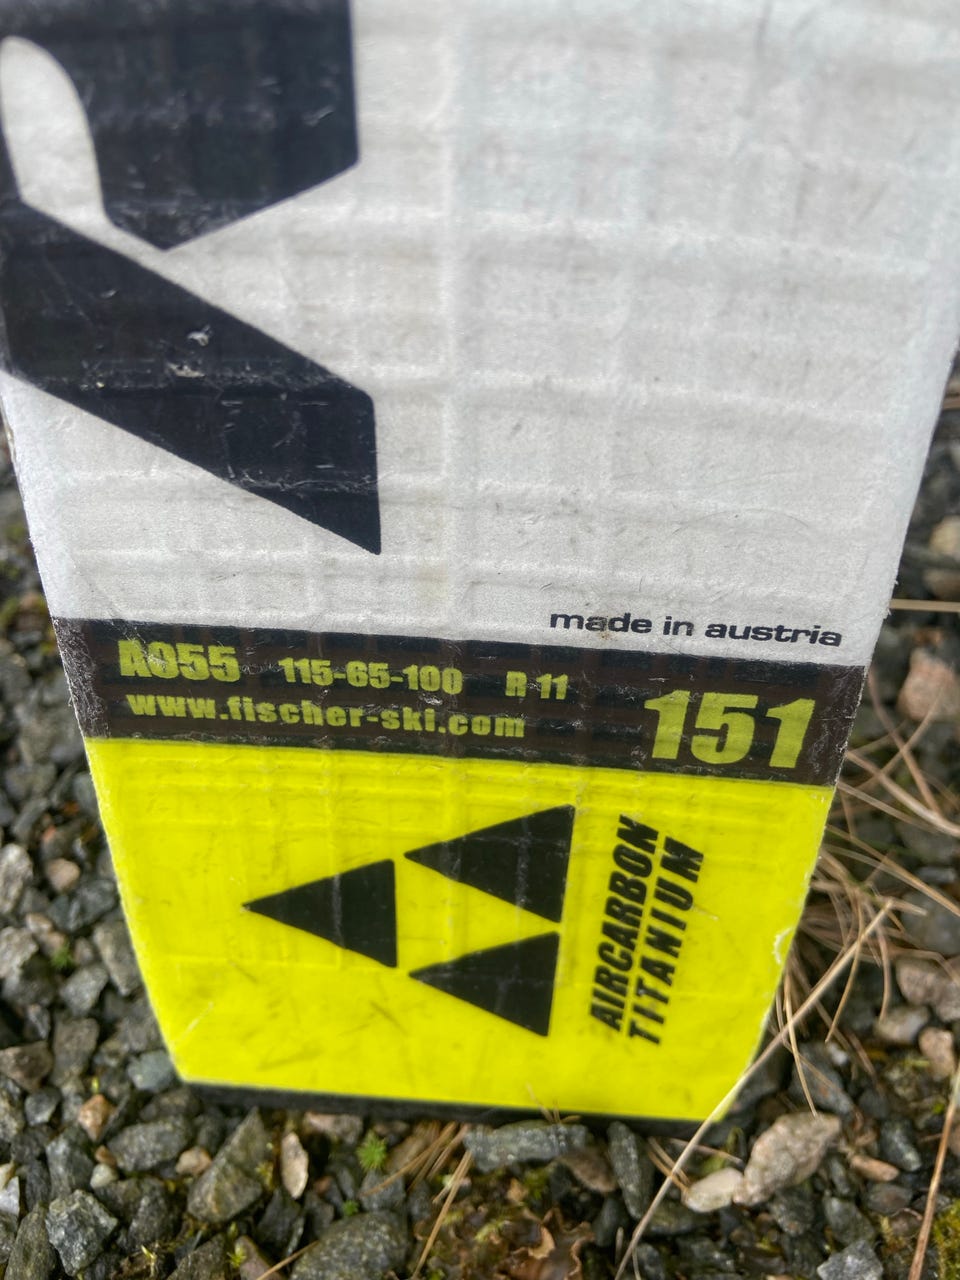 made in austria
A055 115-65-100 R 11
www.fischer-ski.com
151
AIRCARBON
TITANIUM